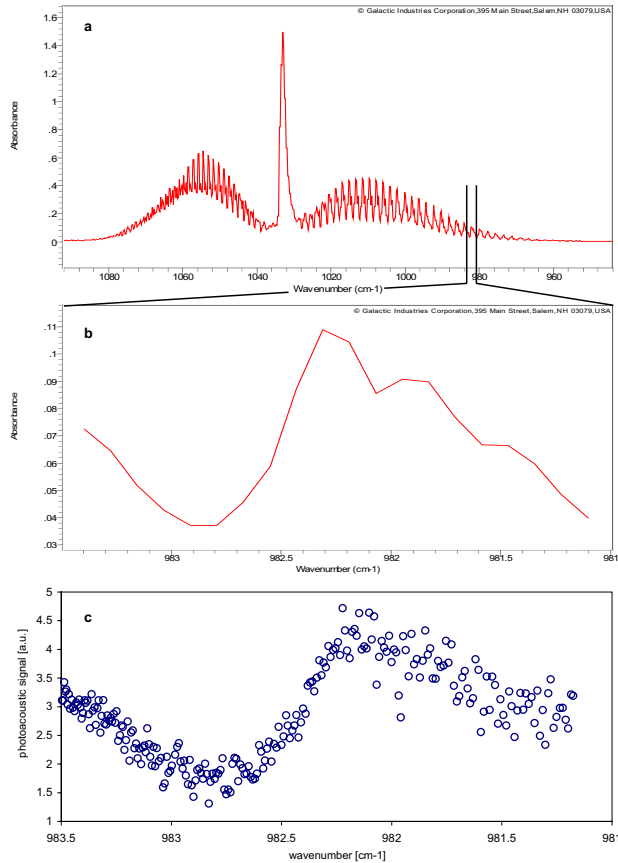 © Galactic Industries Corporation,395 Main Street,Salem,NH 03079,USA
a
1.6
1.4
1.2
1
.8
.6
.4
.2
0
Absorbance
1080 1060 1040 1020 1000 980 960
Wavenumber (cm-1)
© Galactic Industries Corporation,395 Main Street,Salem,NH 03079,USA
b
.11
.1
.09
.08
.07
.06
.05
.04
.03
Absorbance
983 982.5 982 981.5 981
Wavenumber (cm-1)
c
5
4.5
4
3.5
3
2.5
2
1.5
1
photoacoustic signal [a.u.]
983.5 983 982.5 982 981.5 981
wavenumber [cm-1]